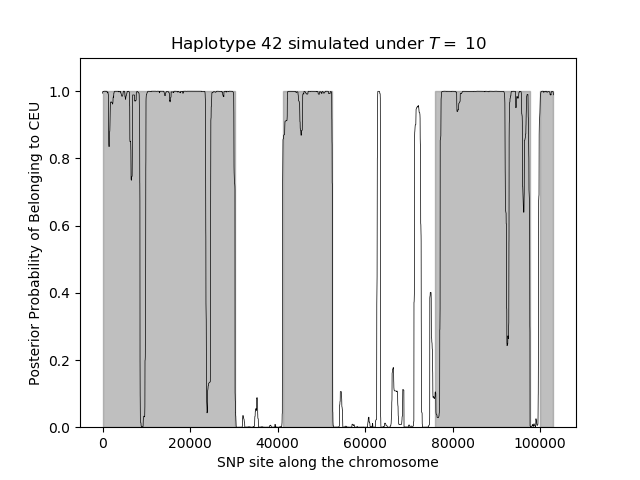 Haplotype 42 simulated under T = 10
Posterior Probability of Belonging to CEU
1.0
0.8
0.6
0.4
0.2
0.0
0 20000 40000 60000 80000 100000
SNP site along the chromosome